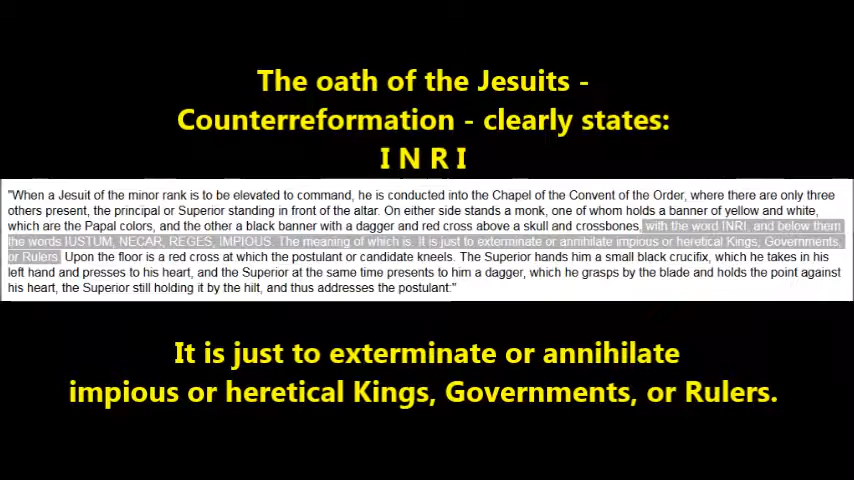 The oath of the Jesuits -
Counterreformation - clearly states:
I N R I
"When a Jesuit of the minor rank is to be elevated to command, he is conducted into the Chapel of the Convent of the Order, where there are only three
others present, the principal or Superior standing in front of the altar. On either side stands a monk, one of whom holds a banner of yellow and white,
which are the Papal colors, and the other a black banner with a dagger and red cross above a skull and crossbones, with the word INRI, and below them
the words IUSTUM, NECAR, REGES, IMPIOUS. The meaning of which is: It is just to exterminate or annihilate impious or heretical Kings, Governments,
or Rulers. Upon the floor is a red cross at which the postulant or candidate kneels. The Superior hands him a small black crucifix, which he takes in his
left hand and presses to his heart, and the Superior at the same time presents to him a dagger, which he grasps by the blade and holds the point against
his heart, the Superior still holding it by the hilt, and thus addresses the postulant:"
It is just to exterminate or annihilate
impious or heretical Kings, Governments, or Rulers.